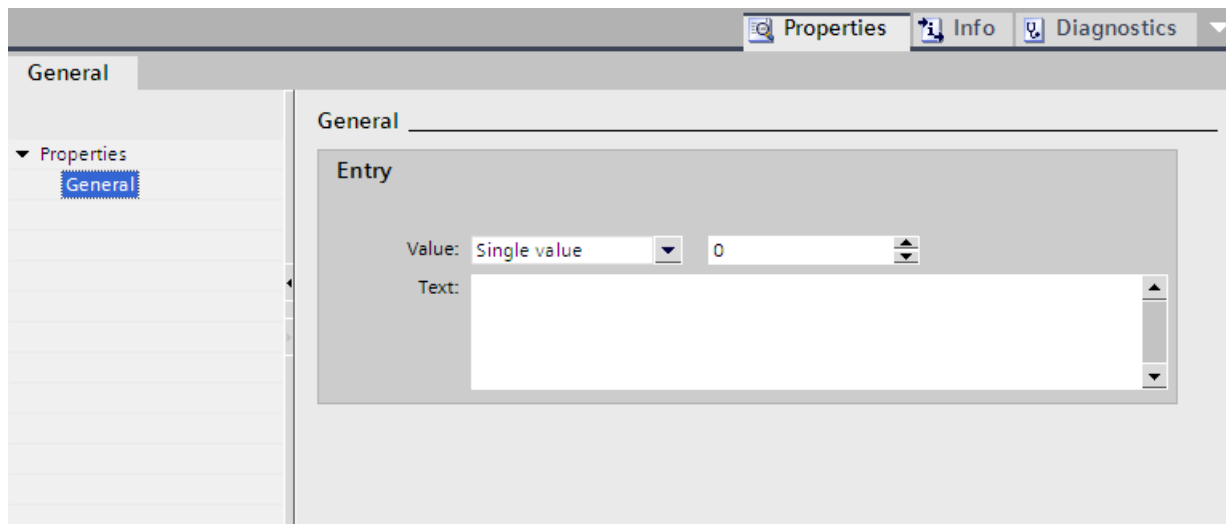 Properties Info Diagnostics
General
General
Properties
General
Entry
Value: Single value 0
Text: